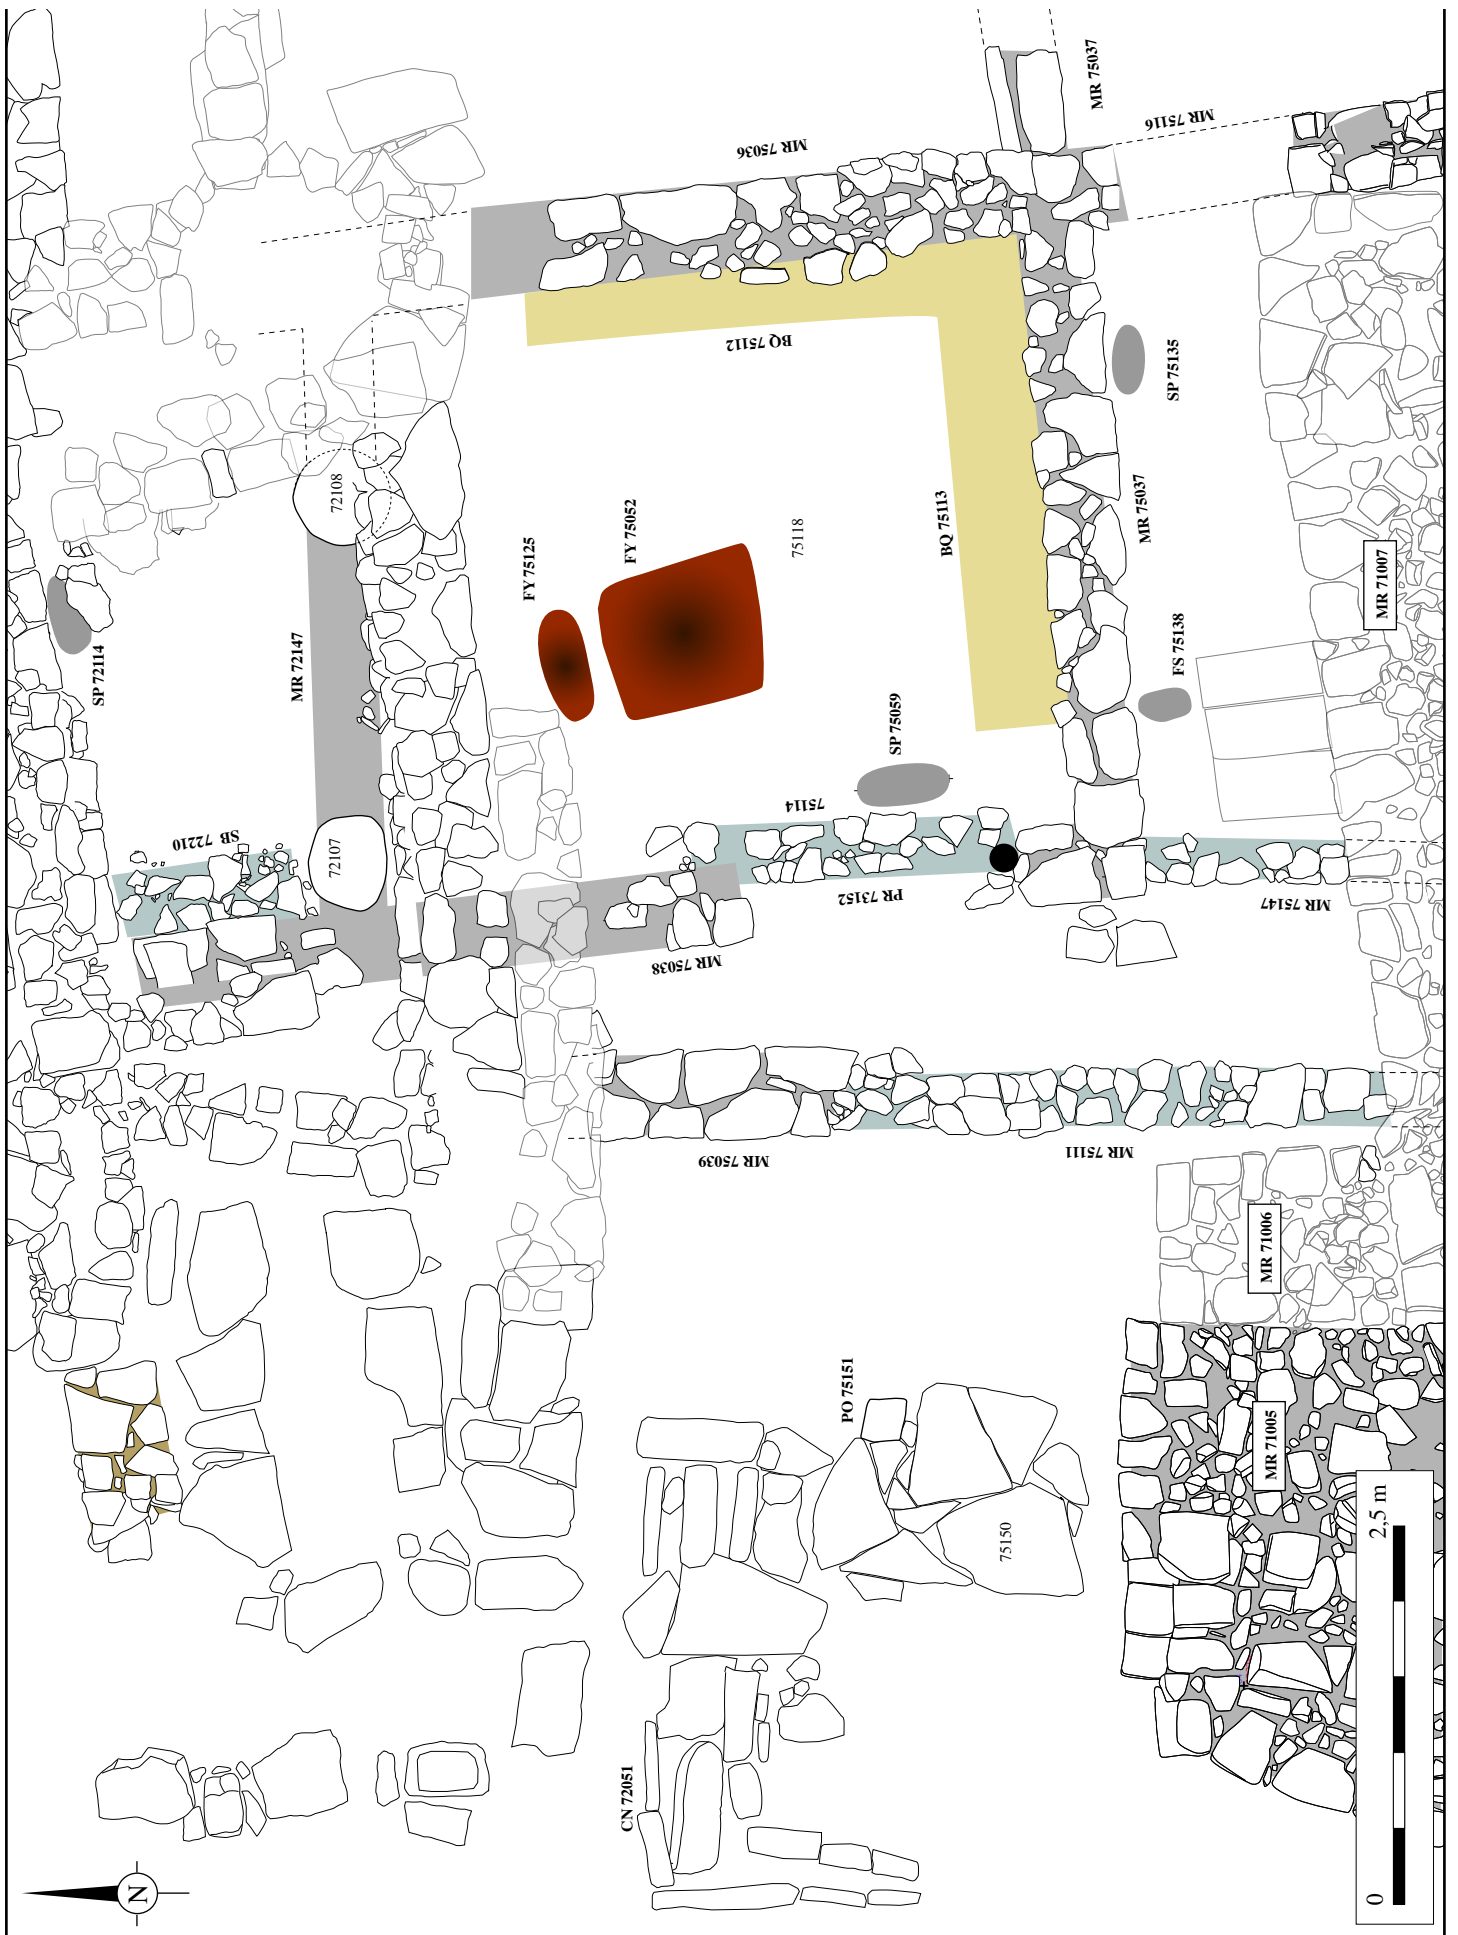 MR 75037
MR 75116
MR 75036
72108
BQ 75112
SP 75135
FY 75052
FY 75125
75118
BQ 75113
MR 75037
MR 71007
MR 72147
SP 72114
FS 75138
SP 75059
75114
SB 72210
72107
PR 73152
MR 75147
MR 75038
MR 75039
MR 75111
MR 71006
PO 75151
MR 71005
75150
2,5 m
CN 72051
N
0